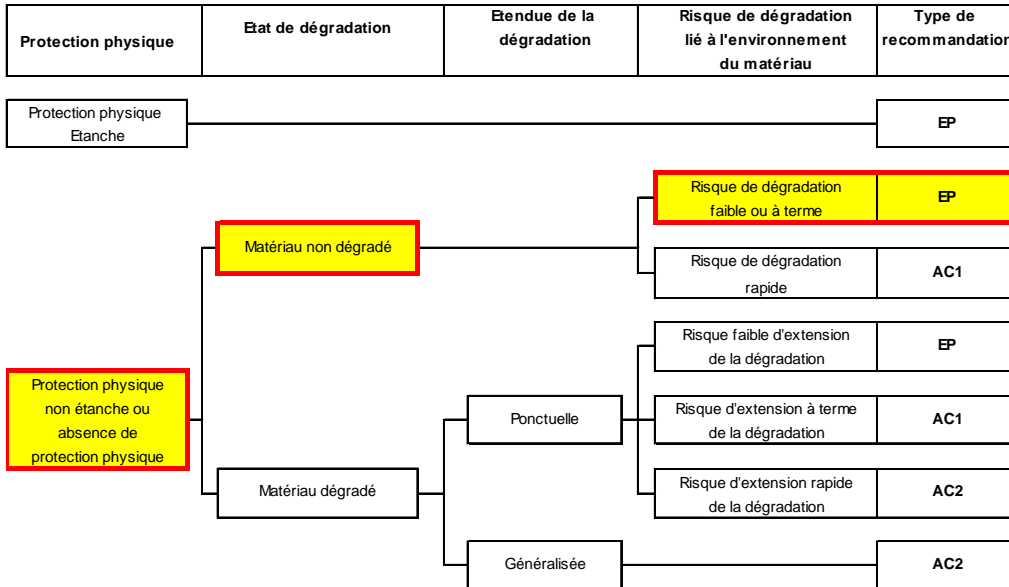 Protection physique
Etat de dégradation
Etendue de la
dégradation
Risque de dégradation
lié à l'environnement
du matériau
Type de
recommandation
Protection physique
Etanche
EP
Risque de dégradation
faible ou à terme
EP
Matériau non dégradé
Risque de dégradation
rapide
AC1
Risque faible d'extension
de la dégradation
EP
Protection physique
non étanche ou
absence de
protection physique
Ponctuelle
Risque d'extension à terme
de la dégradation
AC1
Matériau dégradé
Risque d'extension rapide
de la dégradation
AC2
Généralisée
AC2